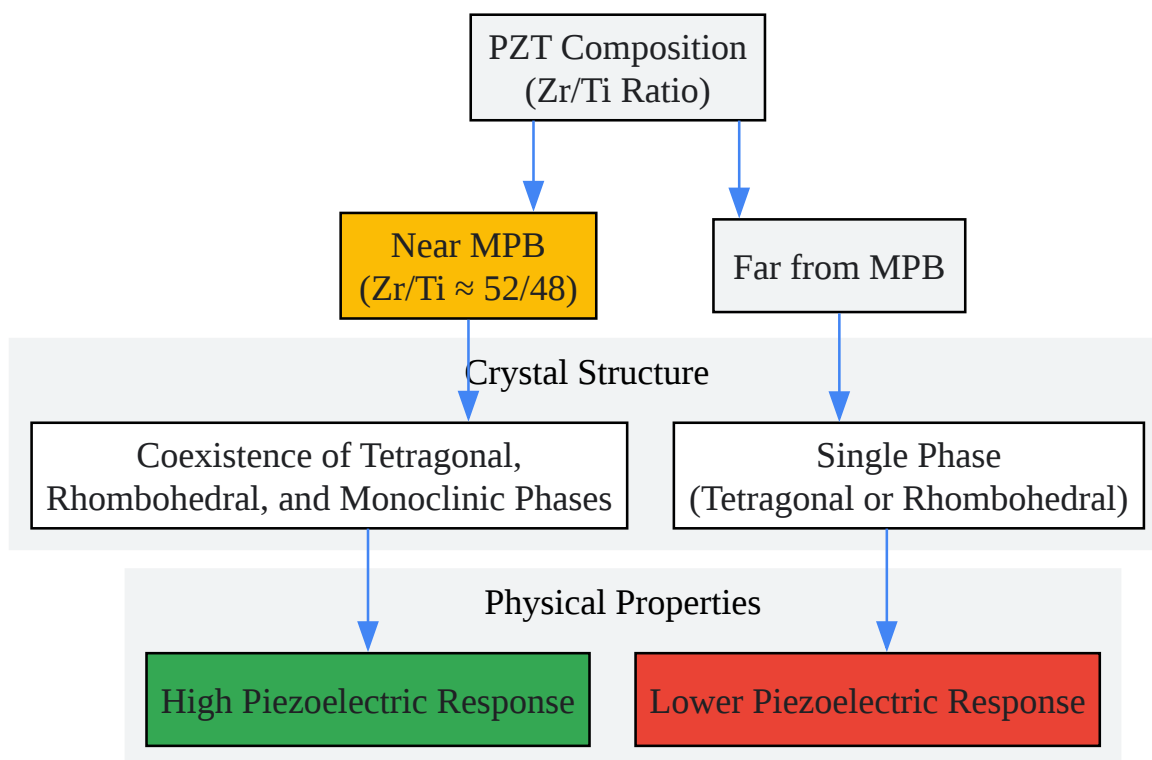 PZT Composition
(Zr/Ti Ratio)
Near MPB
(Zr/Ti ≈ 52/48)
Far from MPB
Crystal Structure
Coexistence of Tetragonal,
Rhombohedral, and Monoclinic Phases
Single Phase
(Tetragonal or Rhombohedral)
Physical Properties
High Piezoelectric Response
Lower Piezoelectric Response